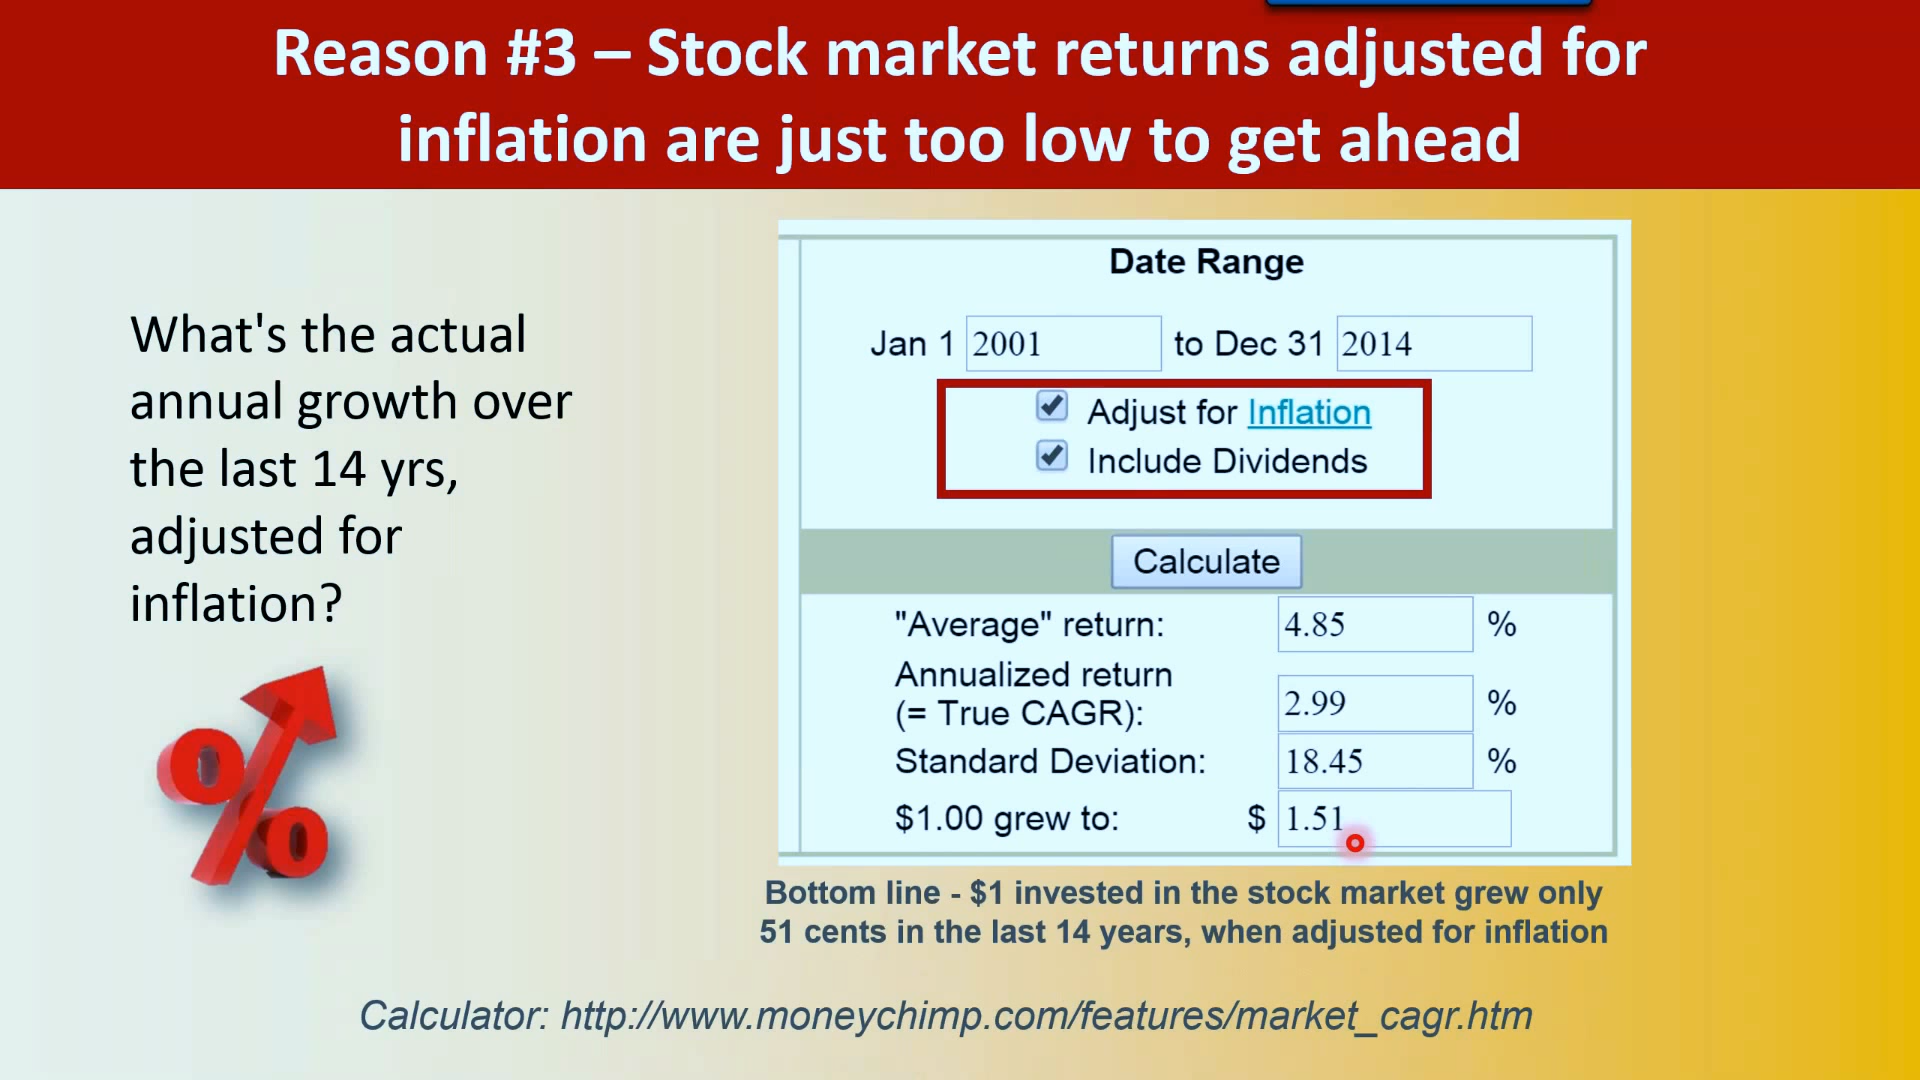 Reason #3 – Stock market returns adjusted for
inflation are just too low to get ahead
What's the actual
annual growth over
the last 14 yrs,
adjusted for
inflation?
Date Range
Jan 1 2001 to Dec 31 2014
Adjust for Inflation
Include Dividends
Calculate
"Average" return: 4.85 %
Annualized return
(= True CAGR): 2.99 %
Standard Deviation: 18.45 %
$1.00 grew to: $ 1.51
Bottom line - $1 invested in the stock market grew only
51 cents in the last 14 years, when adjusted for inflation
Calculator: http://www.moneychimp.com/features/market_cagr.htm
%